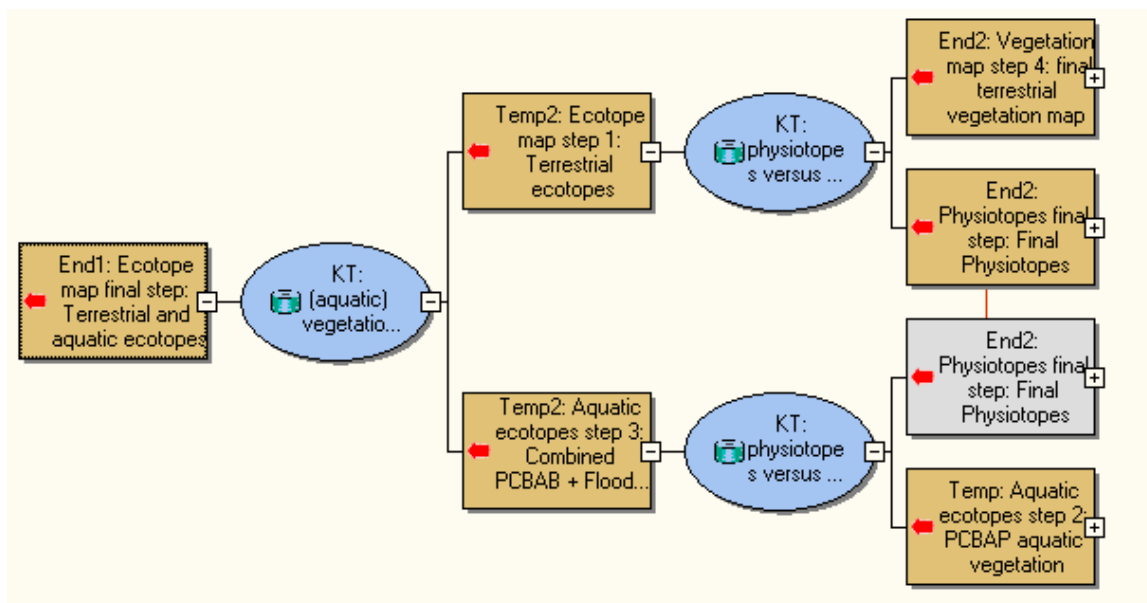 End2: Vegetation
map step 4: final
terrestrial
vegetation map
Temp2: Ecotope
map step 1:
Terrestrial
ecotopes
KT:
physiotope
s versus ...
End2:
Physiotopes final
step: Final
Physiotopes
End1: Ecotope
map final step:
Terrestrial and
aquatic ecotopes
KT:
(aquatic)
vegetatio...
End2:
Physiotopes final
step: Final
Physiotopes
Temp2: Aquatic
ecotopes step 3:
Combined
PCBAB + Flood...
KT:
physiotope
s versus ...
Temp: Aquatic
ecotopes step 2:
PCBAP aquatic
vegetation